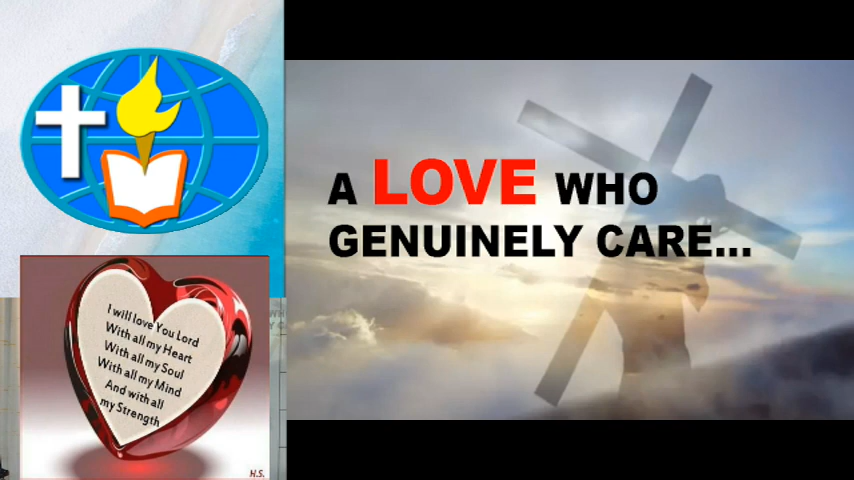 A LOVE WHO
GENUINELY CARE...
I will love You Lord
With all my Heart
With all my Soul
With all my Mind
And with all
my Strength
H.S.